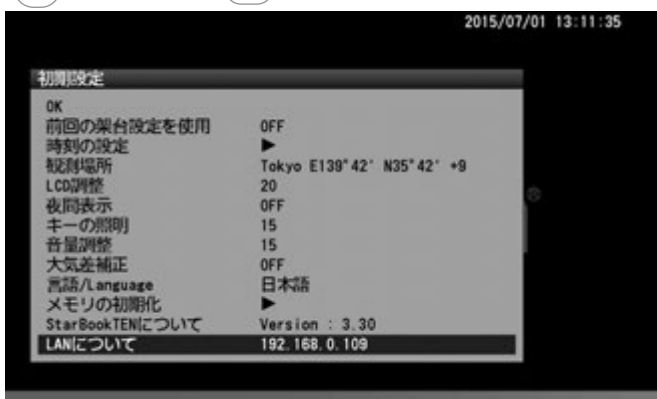 2015/07/01 13:11:35
初期設定
OK
前回の架台設定を使用 OFF
時刻の設定 ▶
観測場所 Tokyo E139°42′ N35°42′ +9
LCD調整 20
夜間表示 OFF
キーの照明 15
音量調整 15
大気差補正 OFF
言語/Language 日本語
メモリの初期化 ▶
StarBookTENについて Version : 3.30
LANについて 192.168.0.109